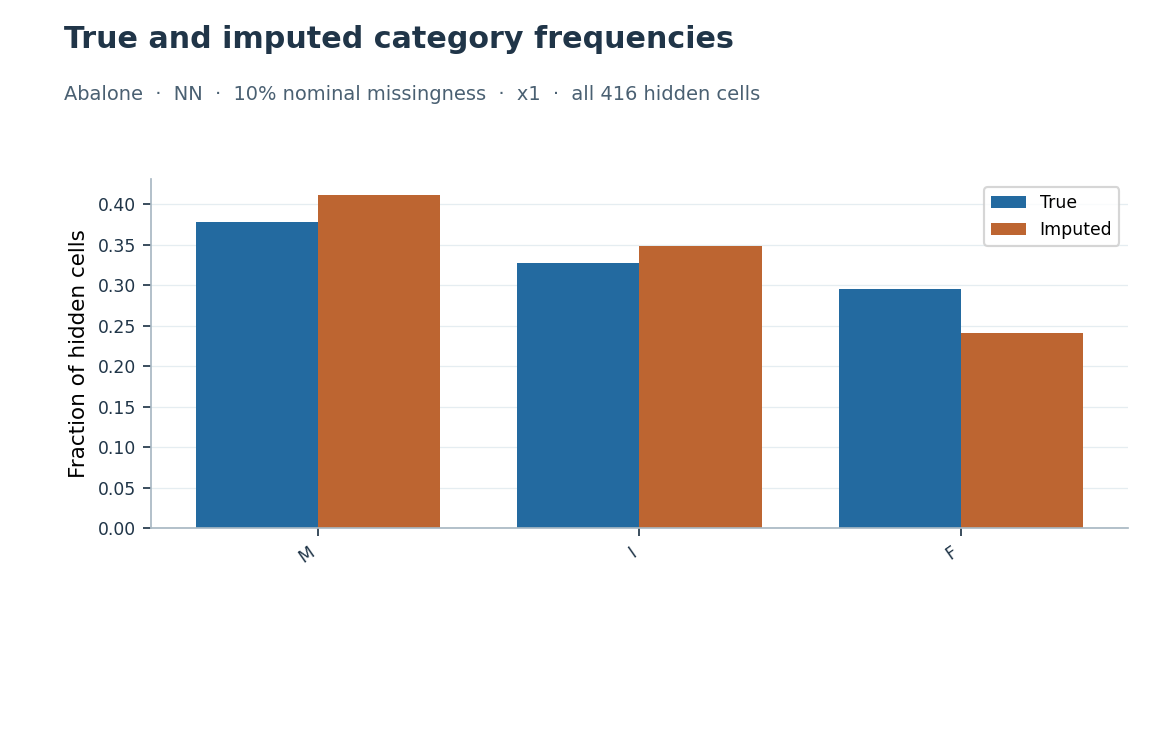 True and imputed category frequencies
Abalone · NN · 10% nominal missingness · x1 · all 416 hidden cells
True
Imputed
Fraction of hidden cells
0.40
0.35
0.30
0.25
0.20
0.15
0.10
0.05
0.00
M
I
F